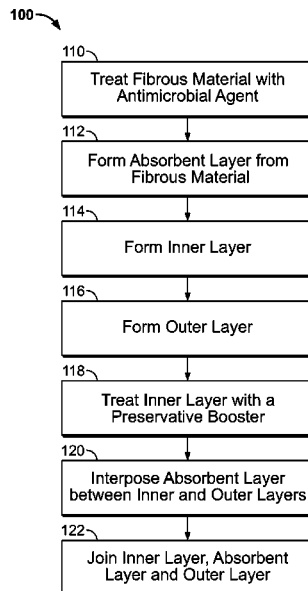 100
110
Treat Fibrous Material with
Antimicrobial Agent
112
Form Absorbent Layer from
Fibrous Material
114
Form Inner Layer
116
Form Outer Layer
118
Treat Inner Layer with a
Preservative Booster
120
Interpose Absorbent Layer
between Inner and Outer Layers
122
Join Inner Layer, Absorbent
Layer and Outer Layer